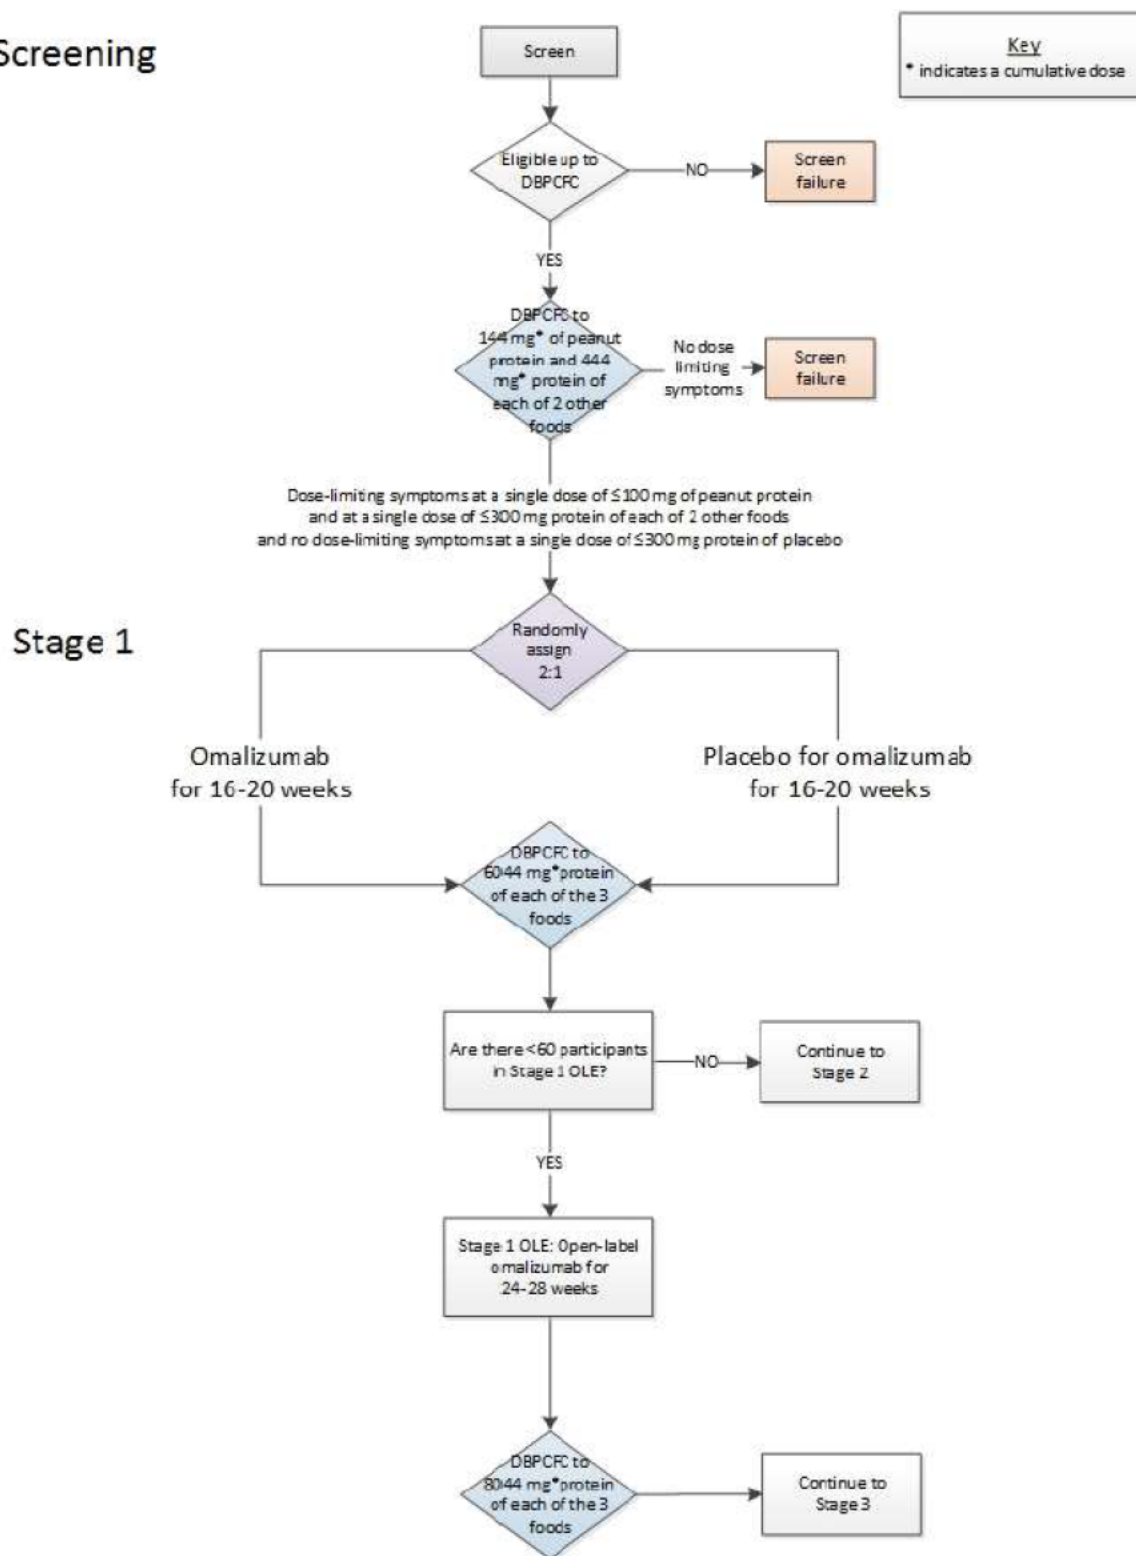 Screening
Screen
Key
* indicates a cumulative dose
Eligible up to
DBPCFC
NO
Screen
failure
YES
DBPCFC to
144 mg* of peanut
protein and 444
mg* protein of
each of 2 other
foods
No dose
limiting
symptoms
Screen
failure
Dose-limiting symptoms at a single dose of ≤100 mg of peanut protein
and at a single dose of ≤300 mg protein of each of 2 other foods
and no dose-limiting symptoms at a single dose of ≤300 mg protein of placebo
Stage 1
Randomly
assign
2:1
Omalizumab
for 16-20 weeks
Placebo for omalizumab
for 16-20 weeks
DBPCFC to
6044 mg* protein
of each of the 3
foods
Are there <60 participants
in Stage 1 OLE?
NO
Continue to
Stage 2
YES
Stage 1 OLE: Open-label
omalizumab for
24-28 weeks
DBPCFC to
8044 mg* protein
of each of the 3
foods
Continue to
Stage 3